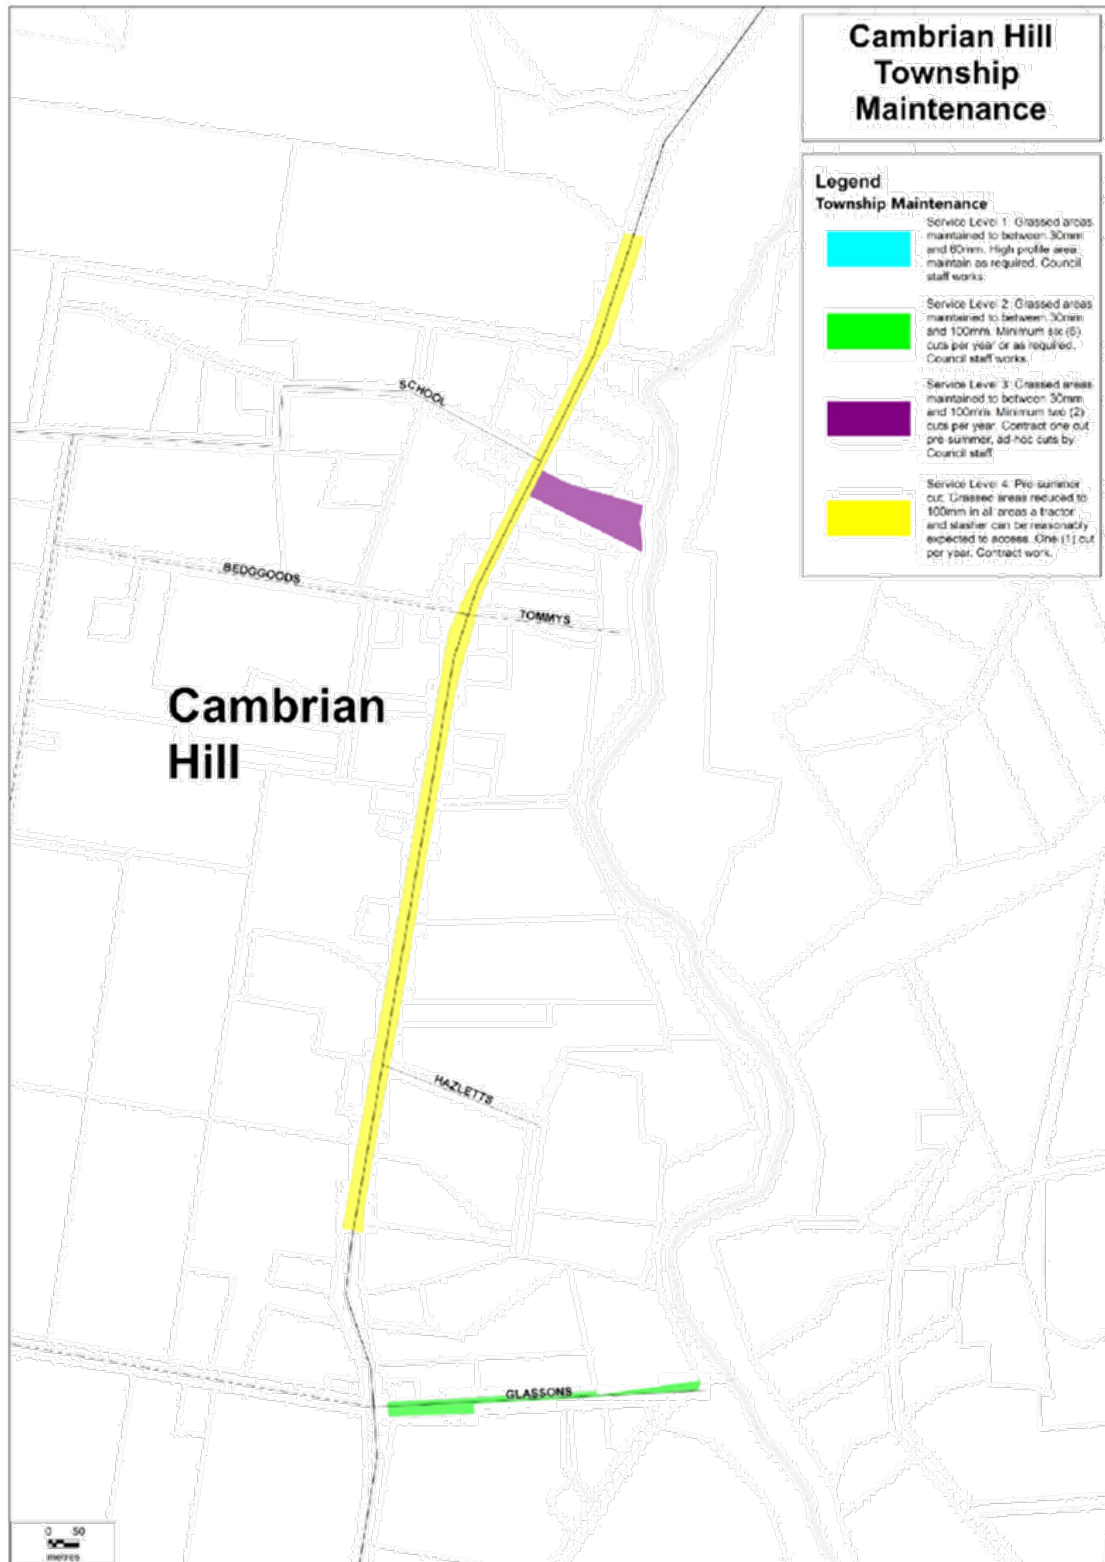 Cambrian Hill
Township
Maintenance
Legend
Township Maintenance
Service Level 1: Grassed areas
maintained to between 30mm
and 60mm. High profile area
maintain as required. Council
staff works.
Service Level 2: Grassed areas
maintained to between 30mm
and 100mm. Minimum six (6)
cuts per year or as required.
Council staff works.
Service Level 3: Grassed areas
maintained to between 30mm
and 100mm. Minimum two (2)
cuts per year. Contract one cut
pre-summer, ad-hoc cuts by
Council staff
Service Level 4: Pre-summer
cut. Grassed areas reduced to
100mm in all areas a tractor
and slasher can be reasonably
expected to access. One (1) cut
per year. Contract work.
SCHOOL
BEDGGOODS
TOMMYS
Cambrian
Hill
HAZLETTS
GLASSONS
0 50
metres